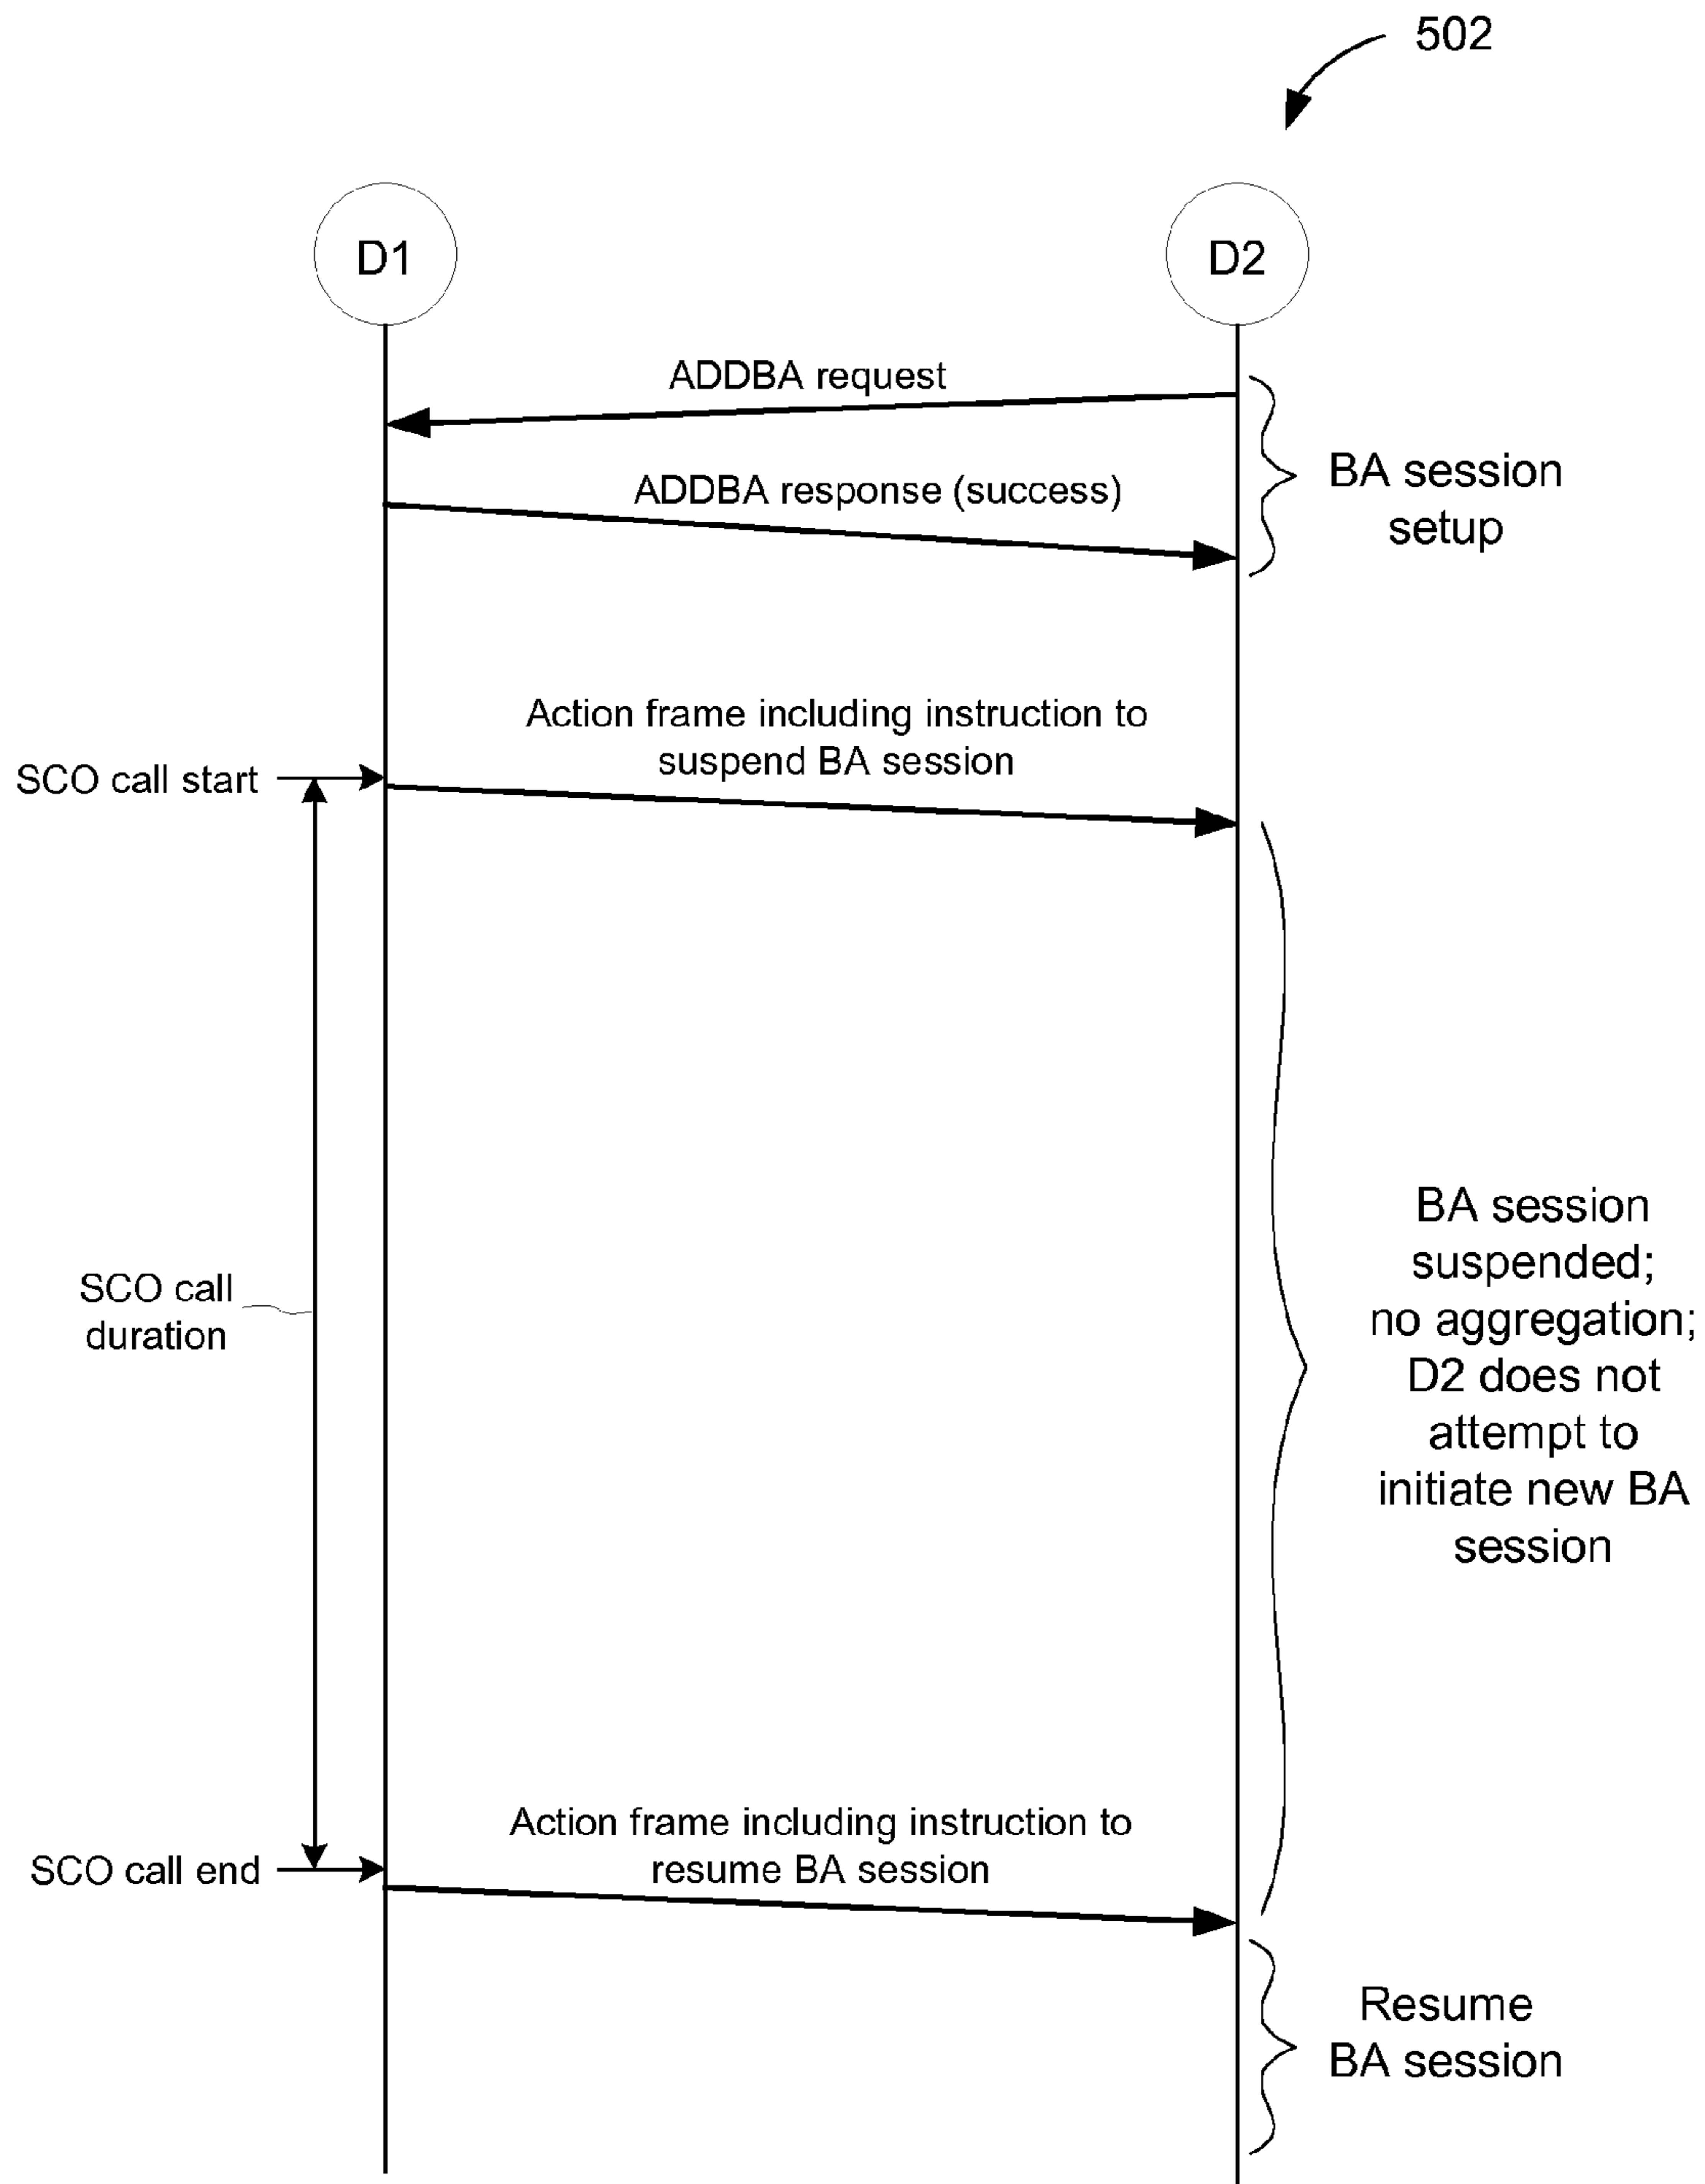 502
D1
D2
ADDBA request
ADDBA response (success)
BA session
setup
Action frame including instruction to
suspend BA session
SCO call start
SCO call
duration
BA session
suspended;
no aggregation;
D2 does not
attempt to
initiate new BA
session
Action frame including instruction to
resume BA session
SCO call end
Resume
BA session